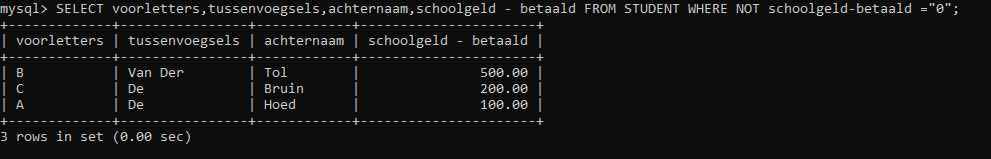 mysql> SELECT voorletters,tussenvoegsels,achternaam,schoolgeld - betaald FROM STUDENT WHERE NOT schoolgeld-betaald ="0";
+-------------+----------------+------------+----------------------+
| voorletters | tussenvoegsels | achternaam | schoolgeld - betaald |
+-------------+----------------+------------+----------------------+
| B           | Van Der        | Tol        |               500.00 |
| C           | De             | Bruin      |               200.00 |
| A           | De             | Hoed       |               100.00 |
+-------------+----------------+------------+----------------------+
3 rows in set (0.00 sec)